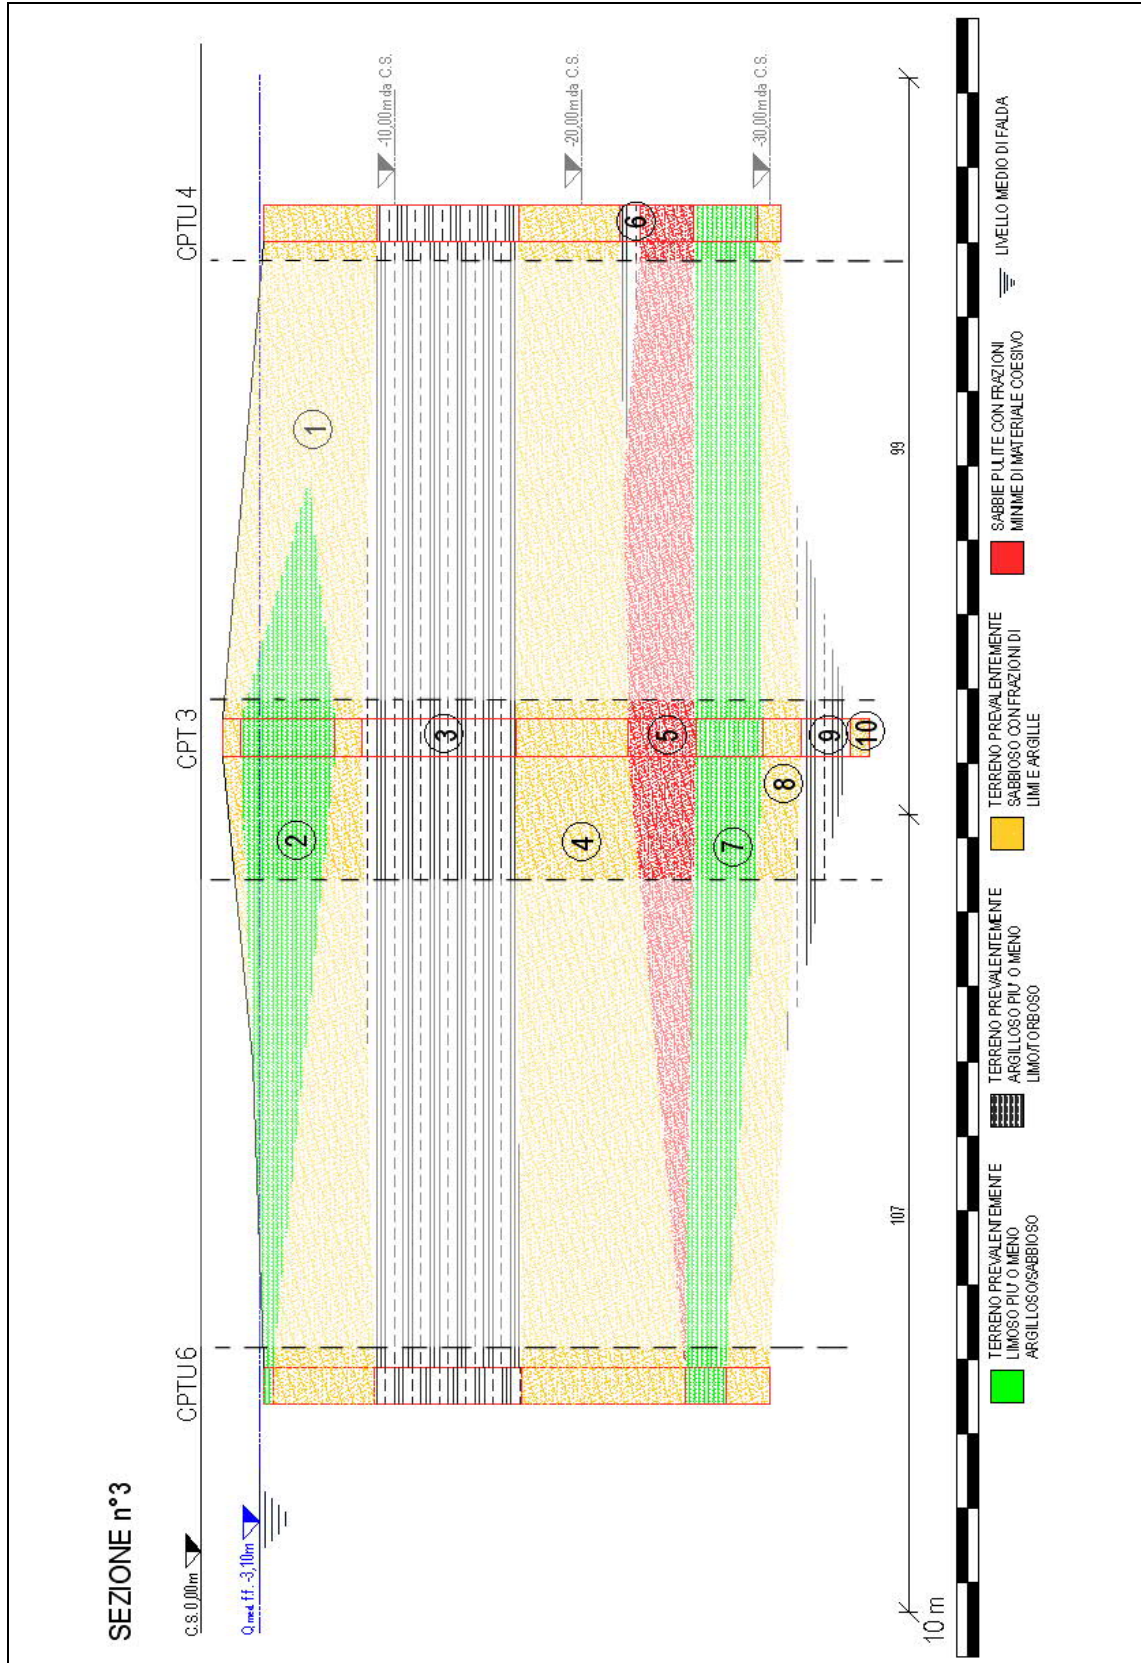 SEZIONE n°3
C.S. 0,00m
Q.med. f.f. -3,10m
CPTU 6
CPT 3
CPTU 4
-10,00m da C.S.
-20,00m da C.S.
-30,00m da C.S.
1
2
3
4
5
6
7
8
9
10
107
99
10 m
TERRENO PREVALENTEMENTE
LIMOSO PIU' O MENO
ARGILLOSO/SABBIOSO
TERRENO PREVALENTEMENTE
ARGILLOSO PIU' O MENO
LIMO/TORBOSO
TERRENO PREVALENTEMENTE
SABBIOSO CON FRAZIONI DI
LIMI E ARGILLE
SABBIE PULITE CON FRAZIONI
MINIME DI MATERIALE COESIVO
LIVELLO MEDIO DI FALDA